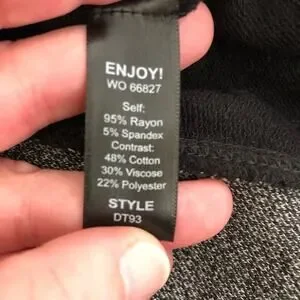 ENJOY!
WO 66827
Self:
95% Rayon
5% Spandex
Contrast:
48% Cotton
30% Viscose
22% Polyester
STYLE
DT93